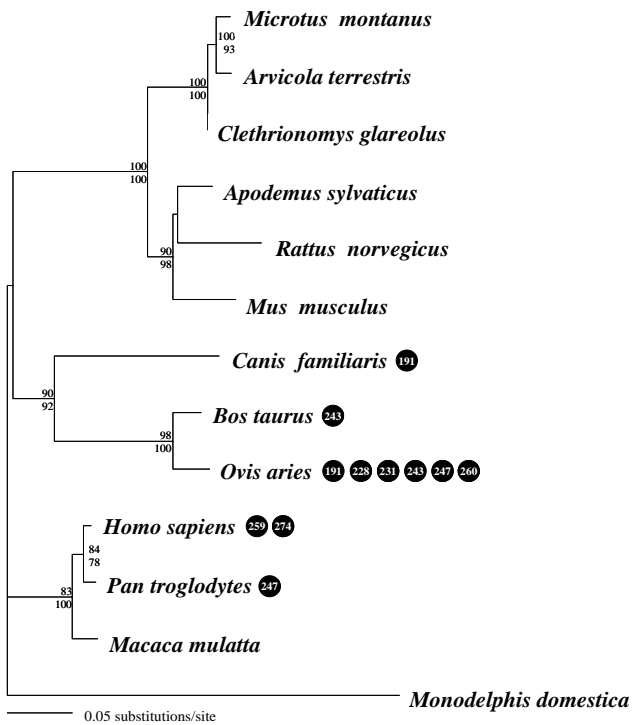 Microtus montanus
100
93
Arvicola terrestris
100
100
Clethrionomys glareolus
100
100
Apodemus sylvaticus
Rattus norvegicus
90
98
Mus musculus
Canis familiaris 191
90
92
Bos taurus 243
98
100
Ovis aries 191 228 231 243 247 260
Homo sapiens 259 274
84
78
Pan troglodytes 247
83
100
Macaca mulatta
Monodelphis domestica
0.05 substitutions/site